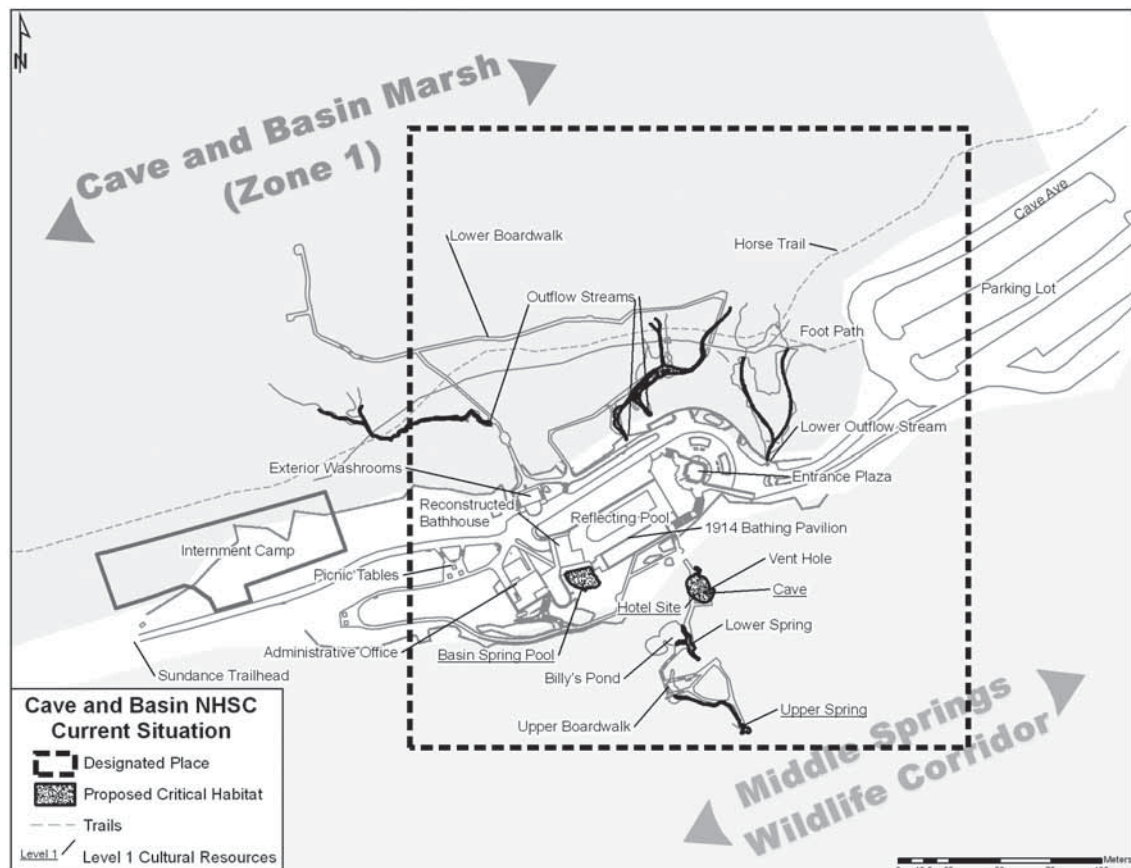 N
Cave and Basin Marsh
(Zone 1)
Lower Boardwalk
Horse Trail
Cave Ave
Parking Lot
Outflow Streams
Foot Path
Lower Outflow Stream
Exterior Washrooms
Entrance Plaza
Reconstructed
Bathhouse
Reflecting Pool
1914 Bathing Pavilion
Internment Camp
Vent Hole
Picnic Tables
Cave
Hotel Site
Lower Spring
Administrative Office
Basin Spring Pool
Sundance Trailhead
Billy's Pond
Upper Spring
Upper Boardwalk
Middle Springs
Wildlife Corridor
Cave and Basin NHSC
Current Situation
Designated Place
Proposed Critical Habitat
Trails
Level 1
Level 1 Cultural Resources
Meters